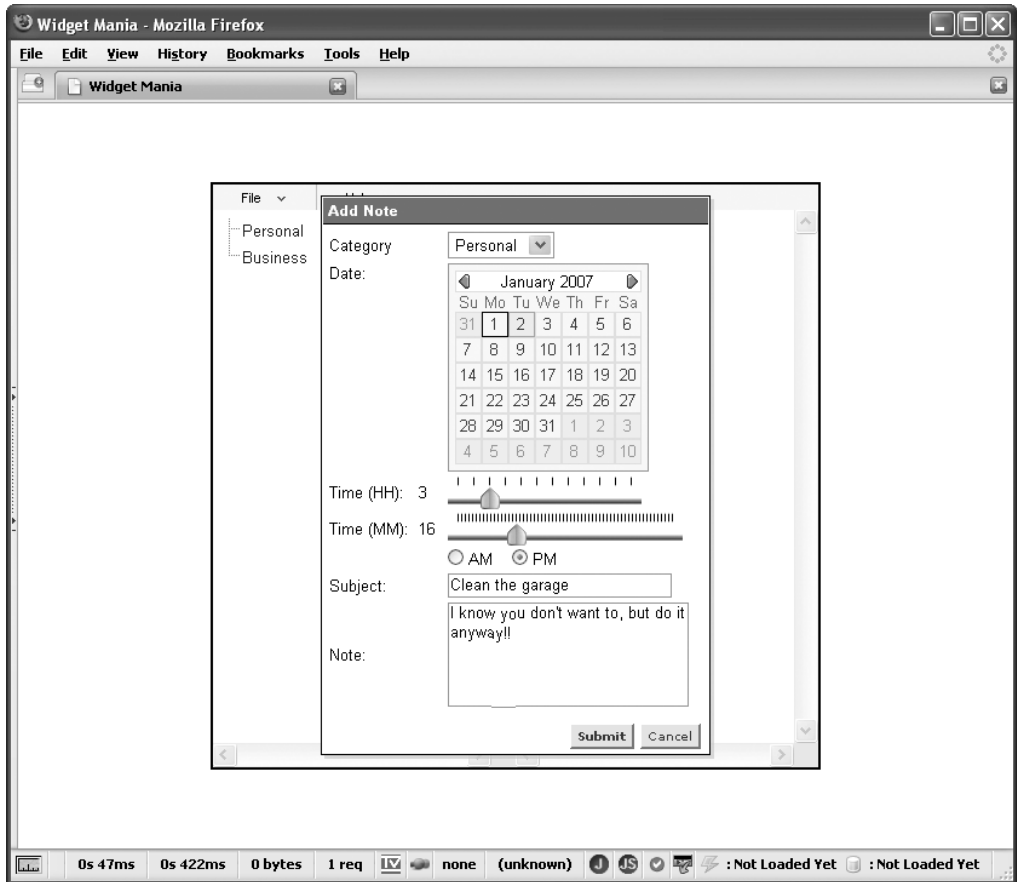 Widget Mania - Mozilla Firefox
File Edit View History Bookmarks Tools Help
Widget Mania
File
Add Note
Personal
Business
Category Personal
Date:
January 2007
Su Mo Tu We Th Fr Sa
31 1 2 3 4 5 6
7 8 9 10 11 12 13
14 15 16 17 18 19 20
21 22 23 24 25 26 27
28 29 30 31 1 2 3
4 5 6 7 8 9 10
Time (HH): 3
Time (MM): 16
AM PM
Subject: Clean the garage
I know you don't want to, but do it
anyway!!
Note:
Submit Cancel
0s 47ms 0s 422ms 0 bytes 1 req IV none (unknown) J JS : Not Loaded Yet : Not Loaded Yet